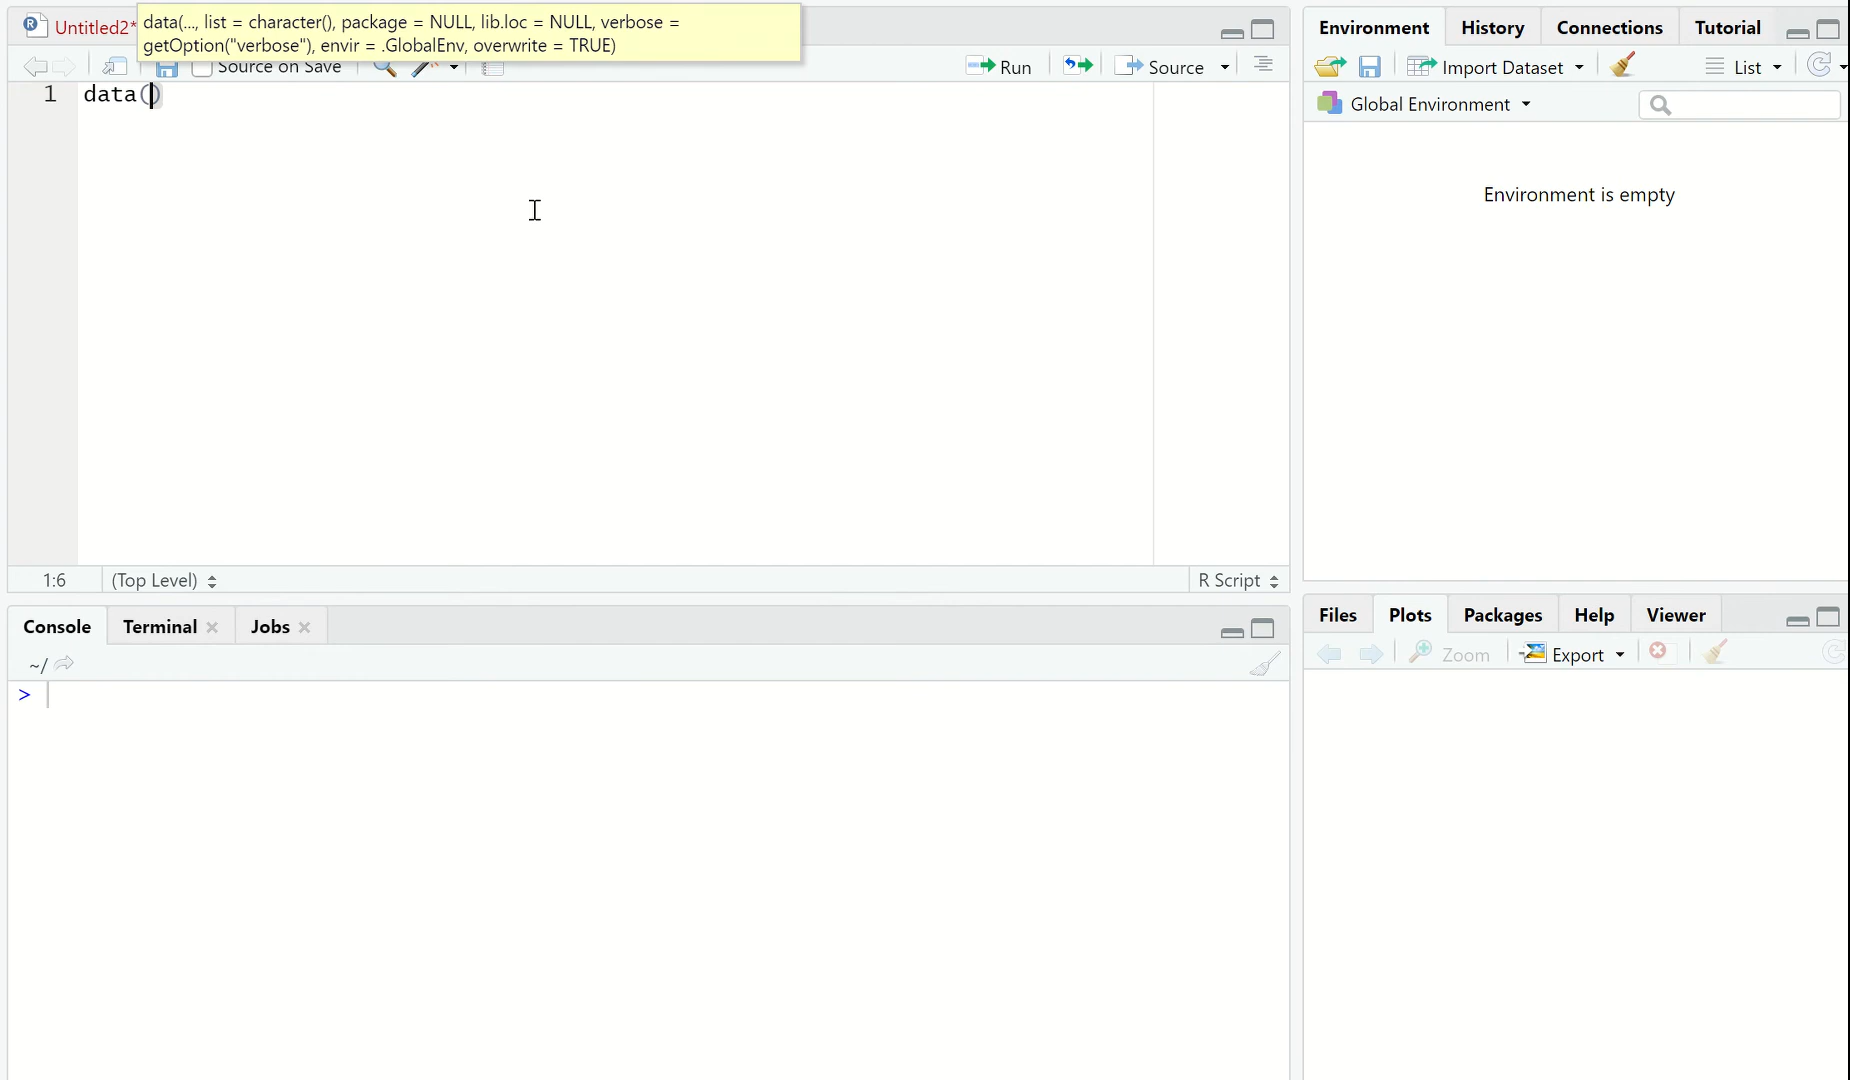 Untitled2*
data(..., list = character(), package = NULL, lib.loc = NULL, verbose =
getOption("verbose"), envir = .GlobalEnv, overwrite = TRUE)
Source on Save
Run
Source
1 data()
1:6
(Top Level)
R Script
Console
Terminal
Jobs
~/
>
Environment
History
Connections
Tutorial
Import Dataset
List
Global Environment
Environment is empty
Files
Plots
Packages
Help
Viewer
Zoom
Export